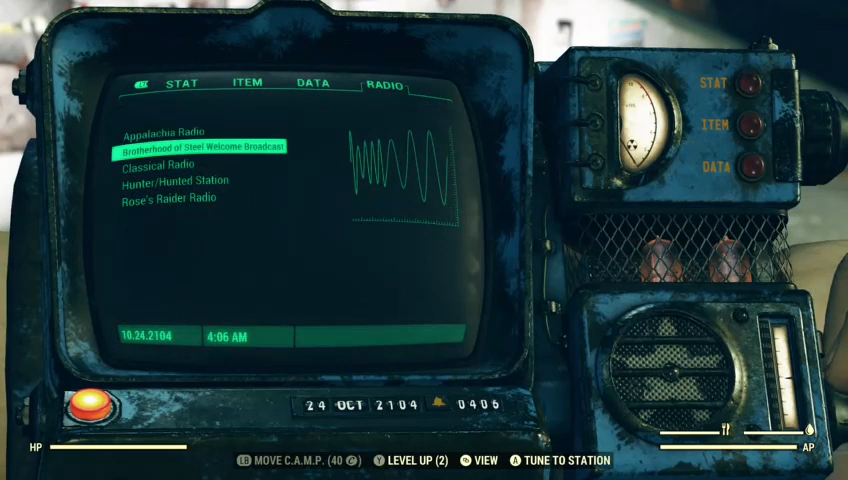 STAT ITEM DATA RADIO
Appalachia Radio
Brotherhood of Steel Welcome Broadcast
Classical Radio
Hunter/Hunted Station
Rose's Raider Radio
10.24.2104 4:06 AM
STAT
ITEM
DATA
24 OCT 2104 0406
HP
AP
LB MOVE C.A.M.P. (40 C) Y LEVEL UP (2) VIEW A TUNE TO STATION